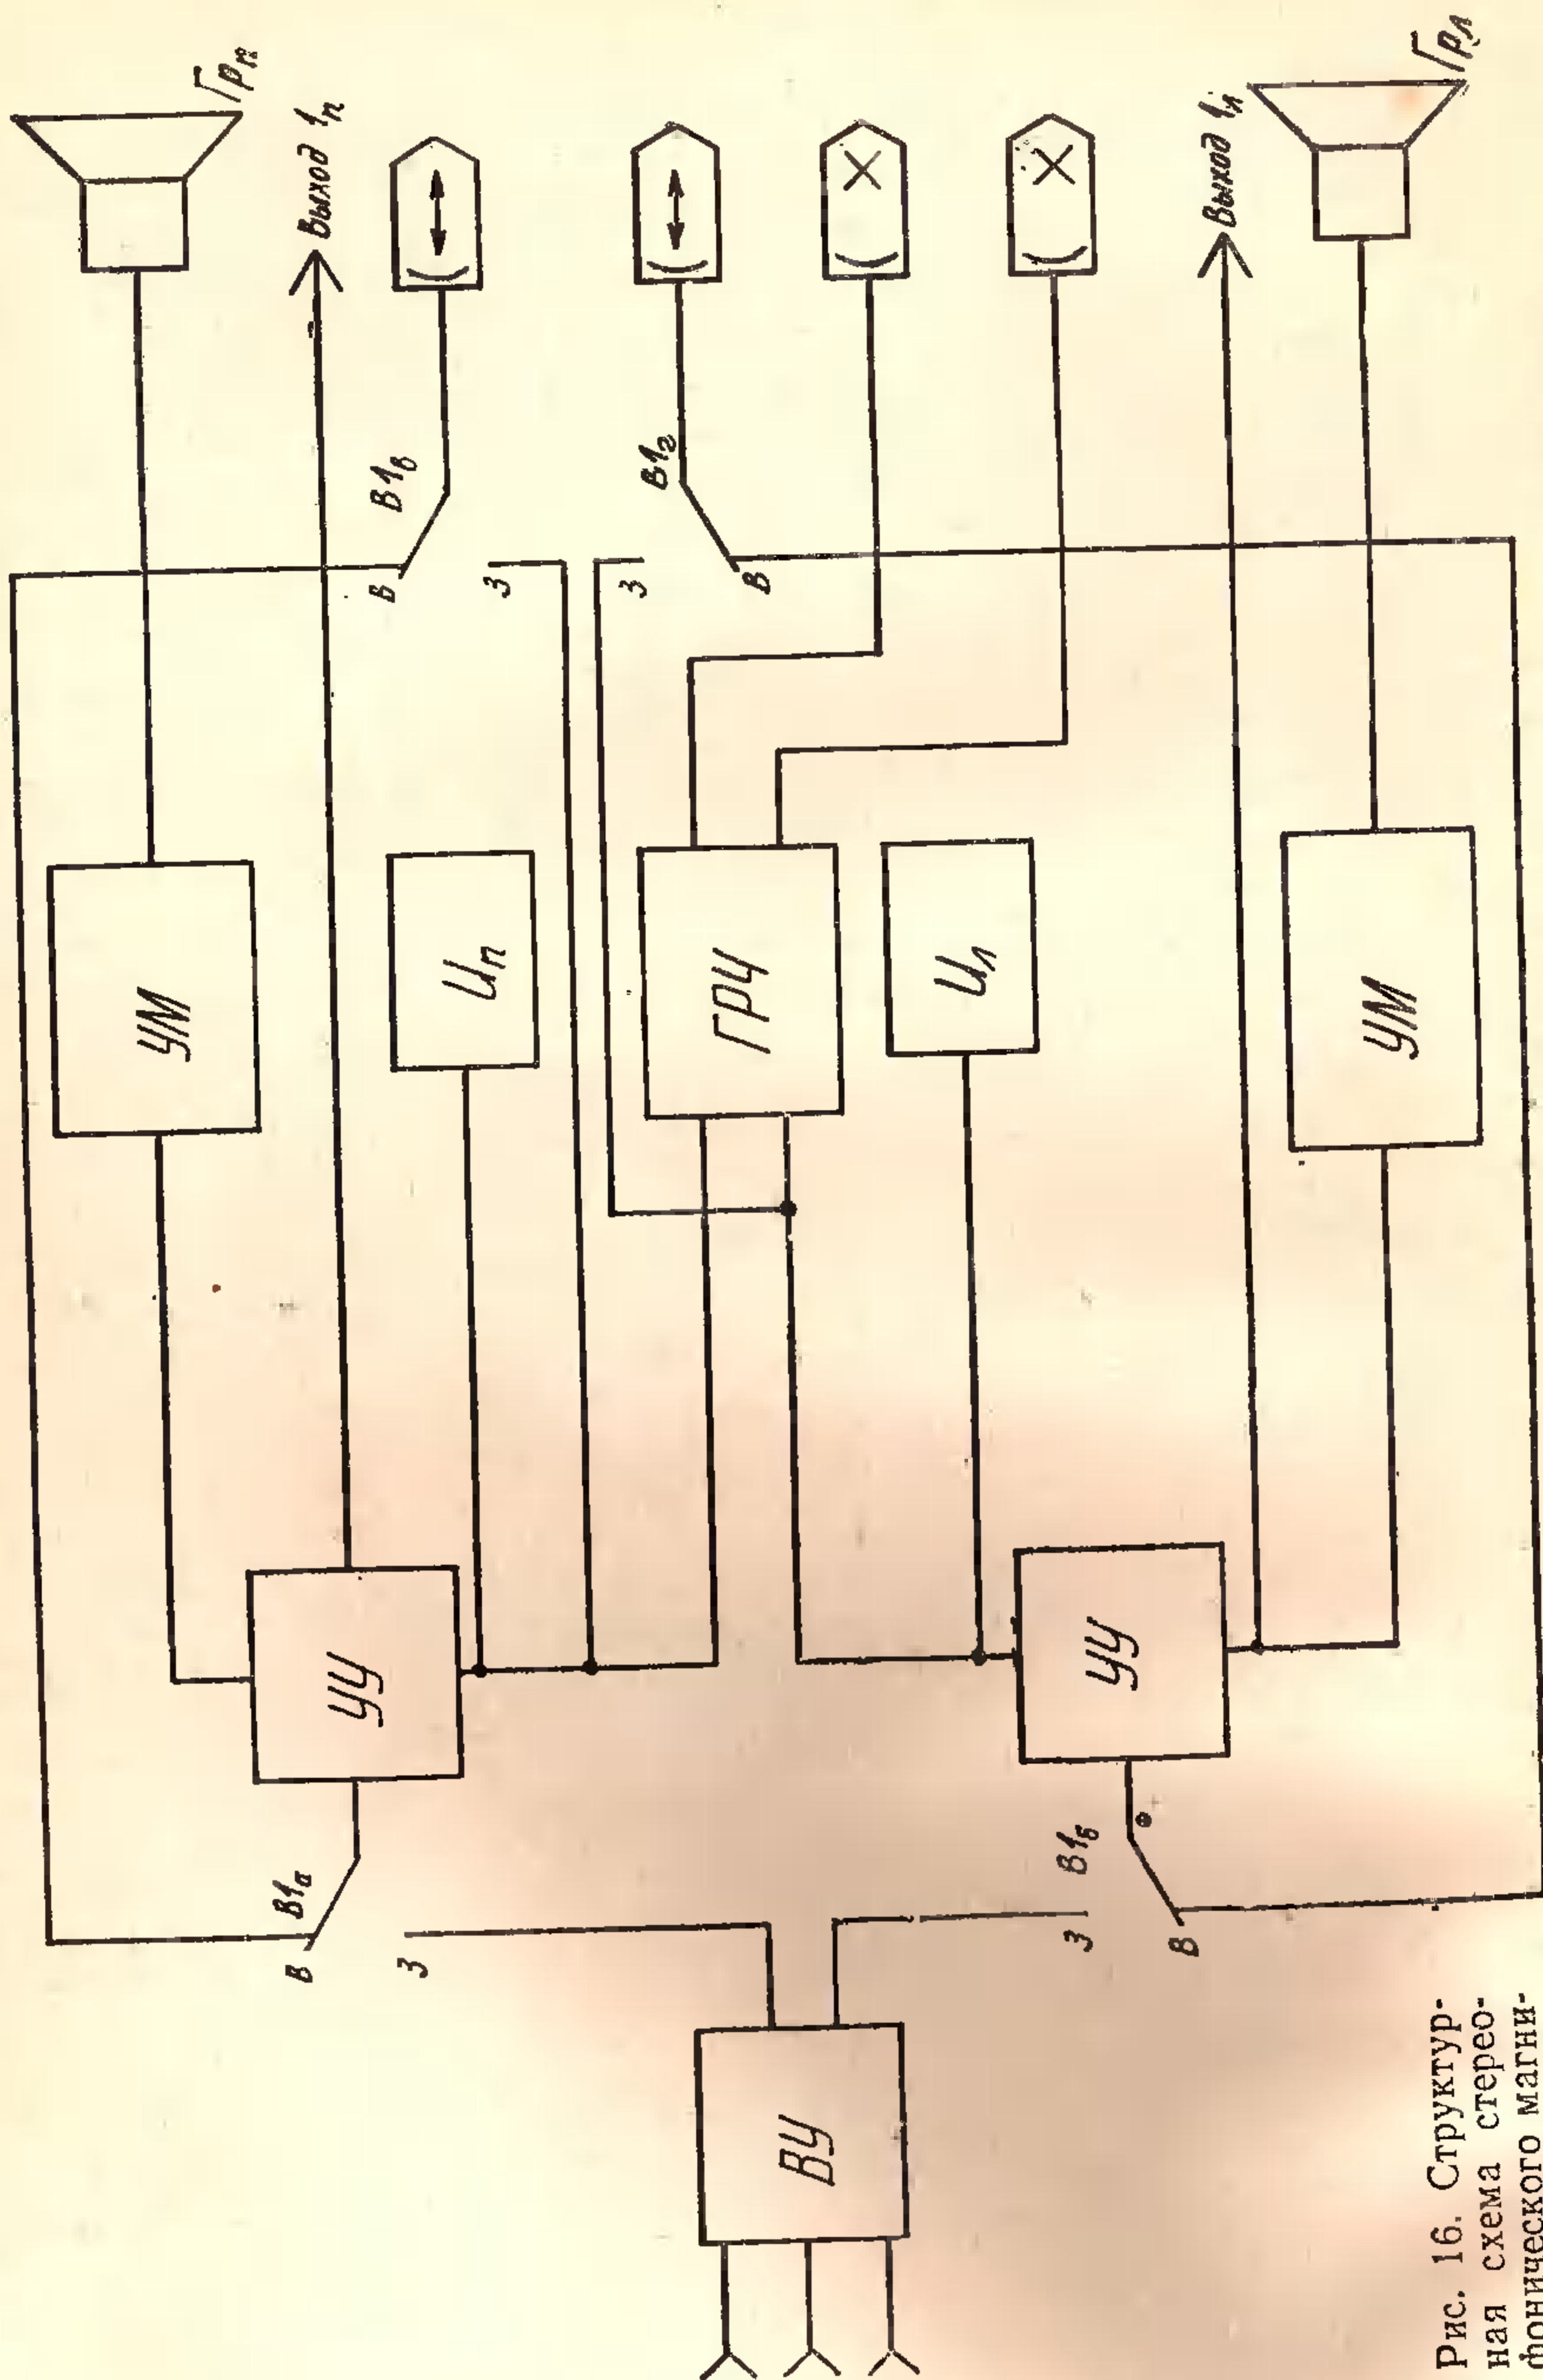 Грп
Выход 1п
В1в
В
З
В1г
З
В
Выход 1л
Грл
УМ
Ип
ГРЧ
Ил
УМ
УУ
УУ
В1а
В
З
В1б
З
В
ВУ
Рис. 16. Структур-
ная схема стерео-
фонического магни-